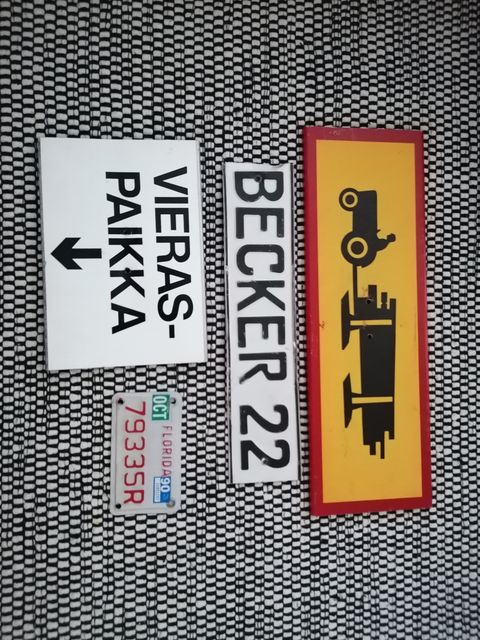 BECKER 22
VIERAS-
PAIKKA
OCT FLORIDA 90
79335R